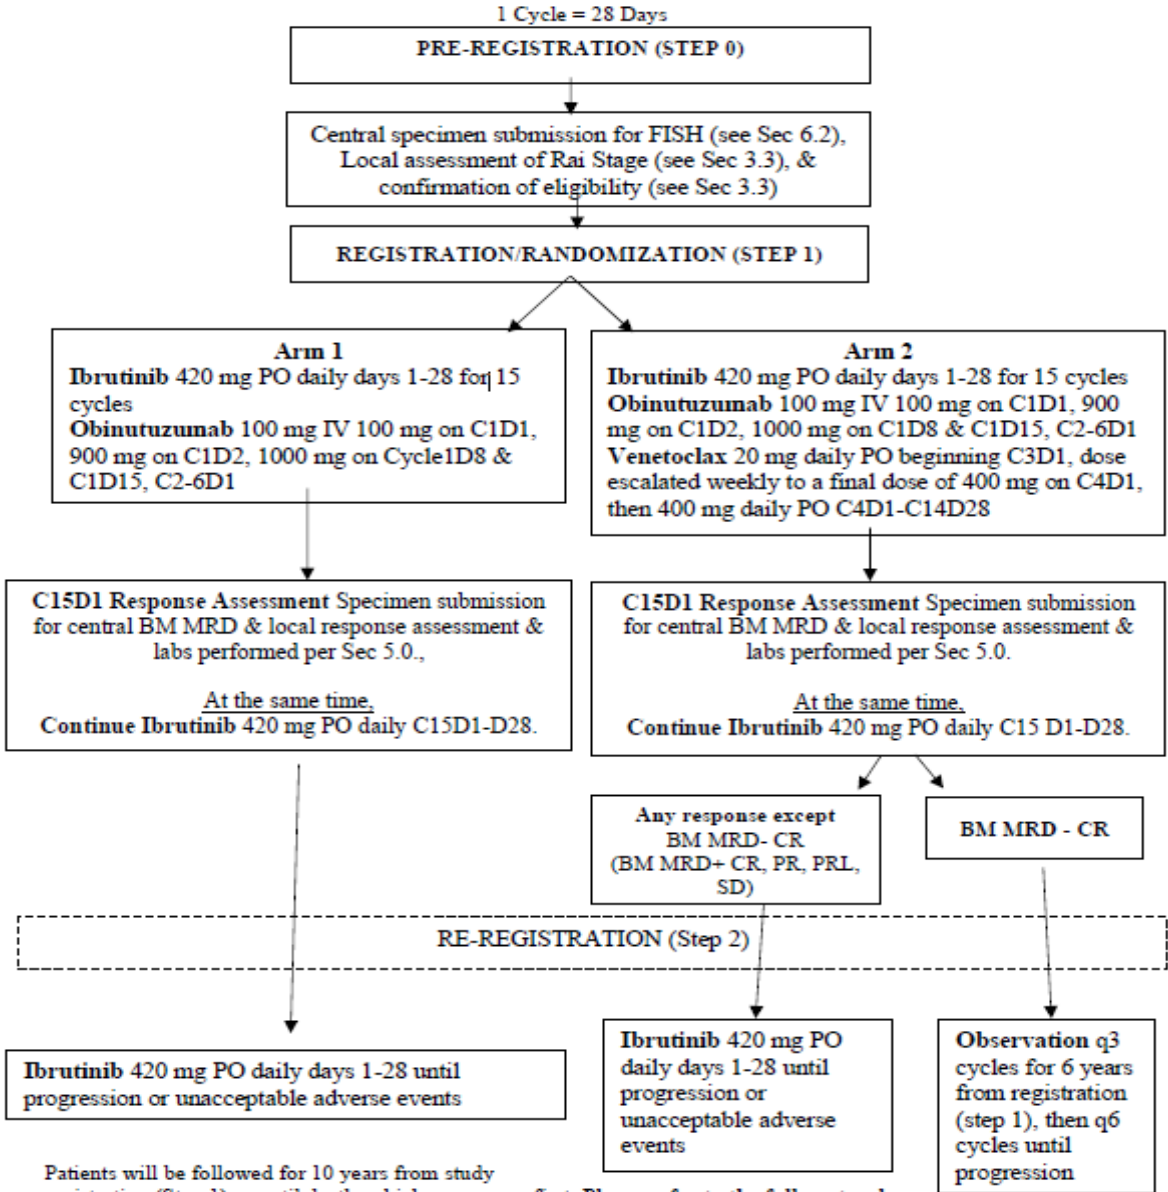 1 Cycle = 28 Days
PRE-REGISTRATION (STEP 0)
Central specimen submission for FISH (see Sec 6.2),
Local assessment of Rai Stage (see Sec 3.3), &
confirmation of eligibility (see Sec 3.3)
REGISTRATION/RANDOMIZATION (STEP 1)
Arm 1
Ibrutinib 420 mg PO daily days 1-28 for 15
cycles
Obinutuzumab 100 mg IV 100 mg on C1D1,
900 mg on C1D2, 1000 mg on Cycle1D8 &
C1D15, C2-6D1
Arm 2
Ibrutinib 420 mg PO daily days 1-28 for 15 cycles
Obinutuzumab 100 mg IV 100 mg on C1D1, 900
mg on C1D2, 1000 mg on C1D8 & C1D15, C2-6D1
Venetoclax 20 mg daily PO beginning C3D1, dose
escalated weekly to a final dose of 400 mg on C4D1,
then 400 mg daily PO C4D1-C14D28
C15D1 Response Assessment Specimen submission
for central BM MRD & local response assessment &
labs performed per Sec 5.0.,
At the same time,
Continue Ibrutinib 420 mg PO daily C15D1-D28.
C15D1 Response Assessment Specimen submission
for central BM MRD & local response assessment &
labs performed per Sec 5.0.
At the same time,
Continue Ibrutinib 420 mg PO daily C15 D1-D28.
Any response except
BM MRD- CR
(BM MRD+ CR, PR, PRL,
SD)
BM MRD - CR
RE-REGISTRATION (Step 2)
Ibrutinib 420 mg PO daily days 1-28 until
progression or unacceptable adverse events
Ibrutinib 420 mg PO
daily days 1-28 until
progression or
unacceptable adverse
events
Observation q3
cycles for 6 years
from registration
(step 1), then q6
cycles until
progression
Patients will be followed for 10 years from study